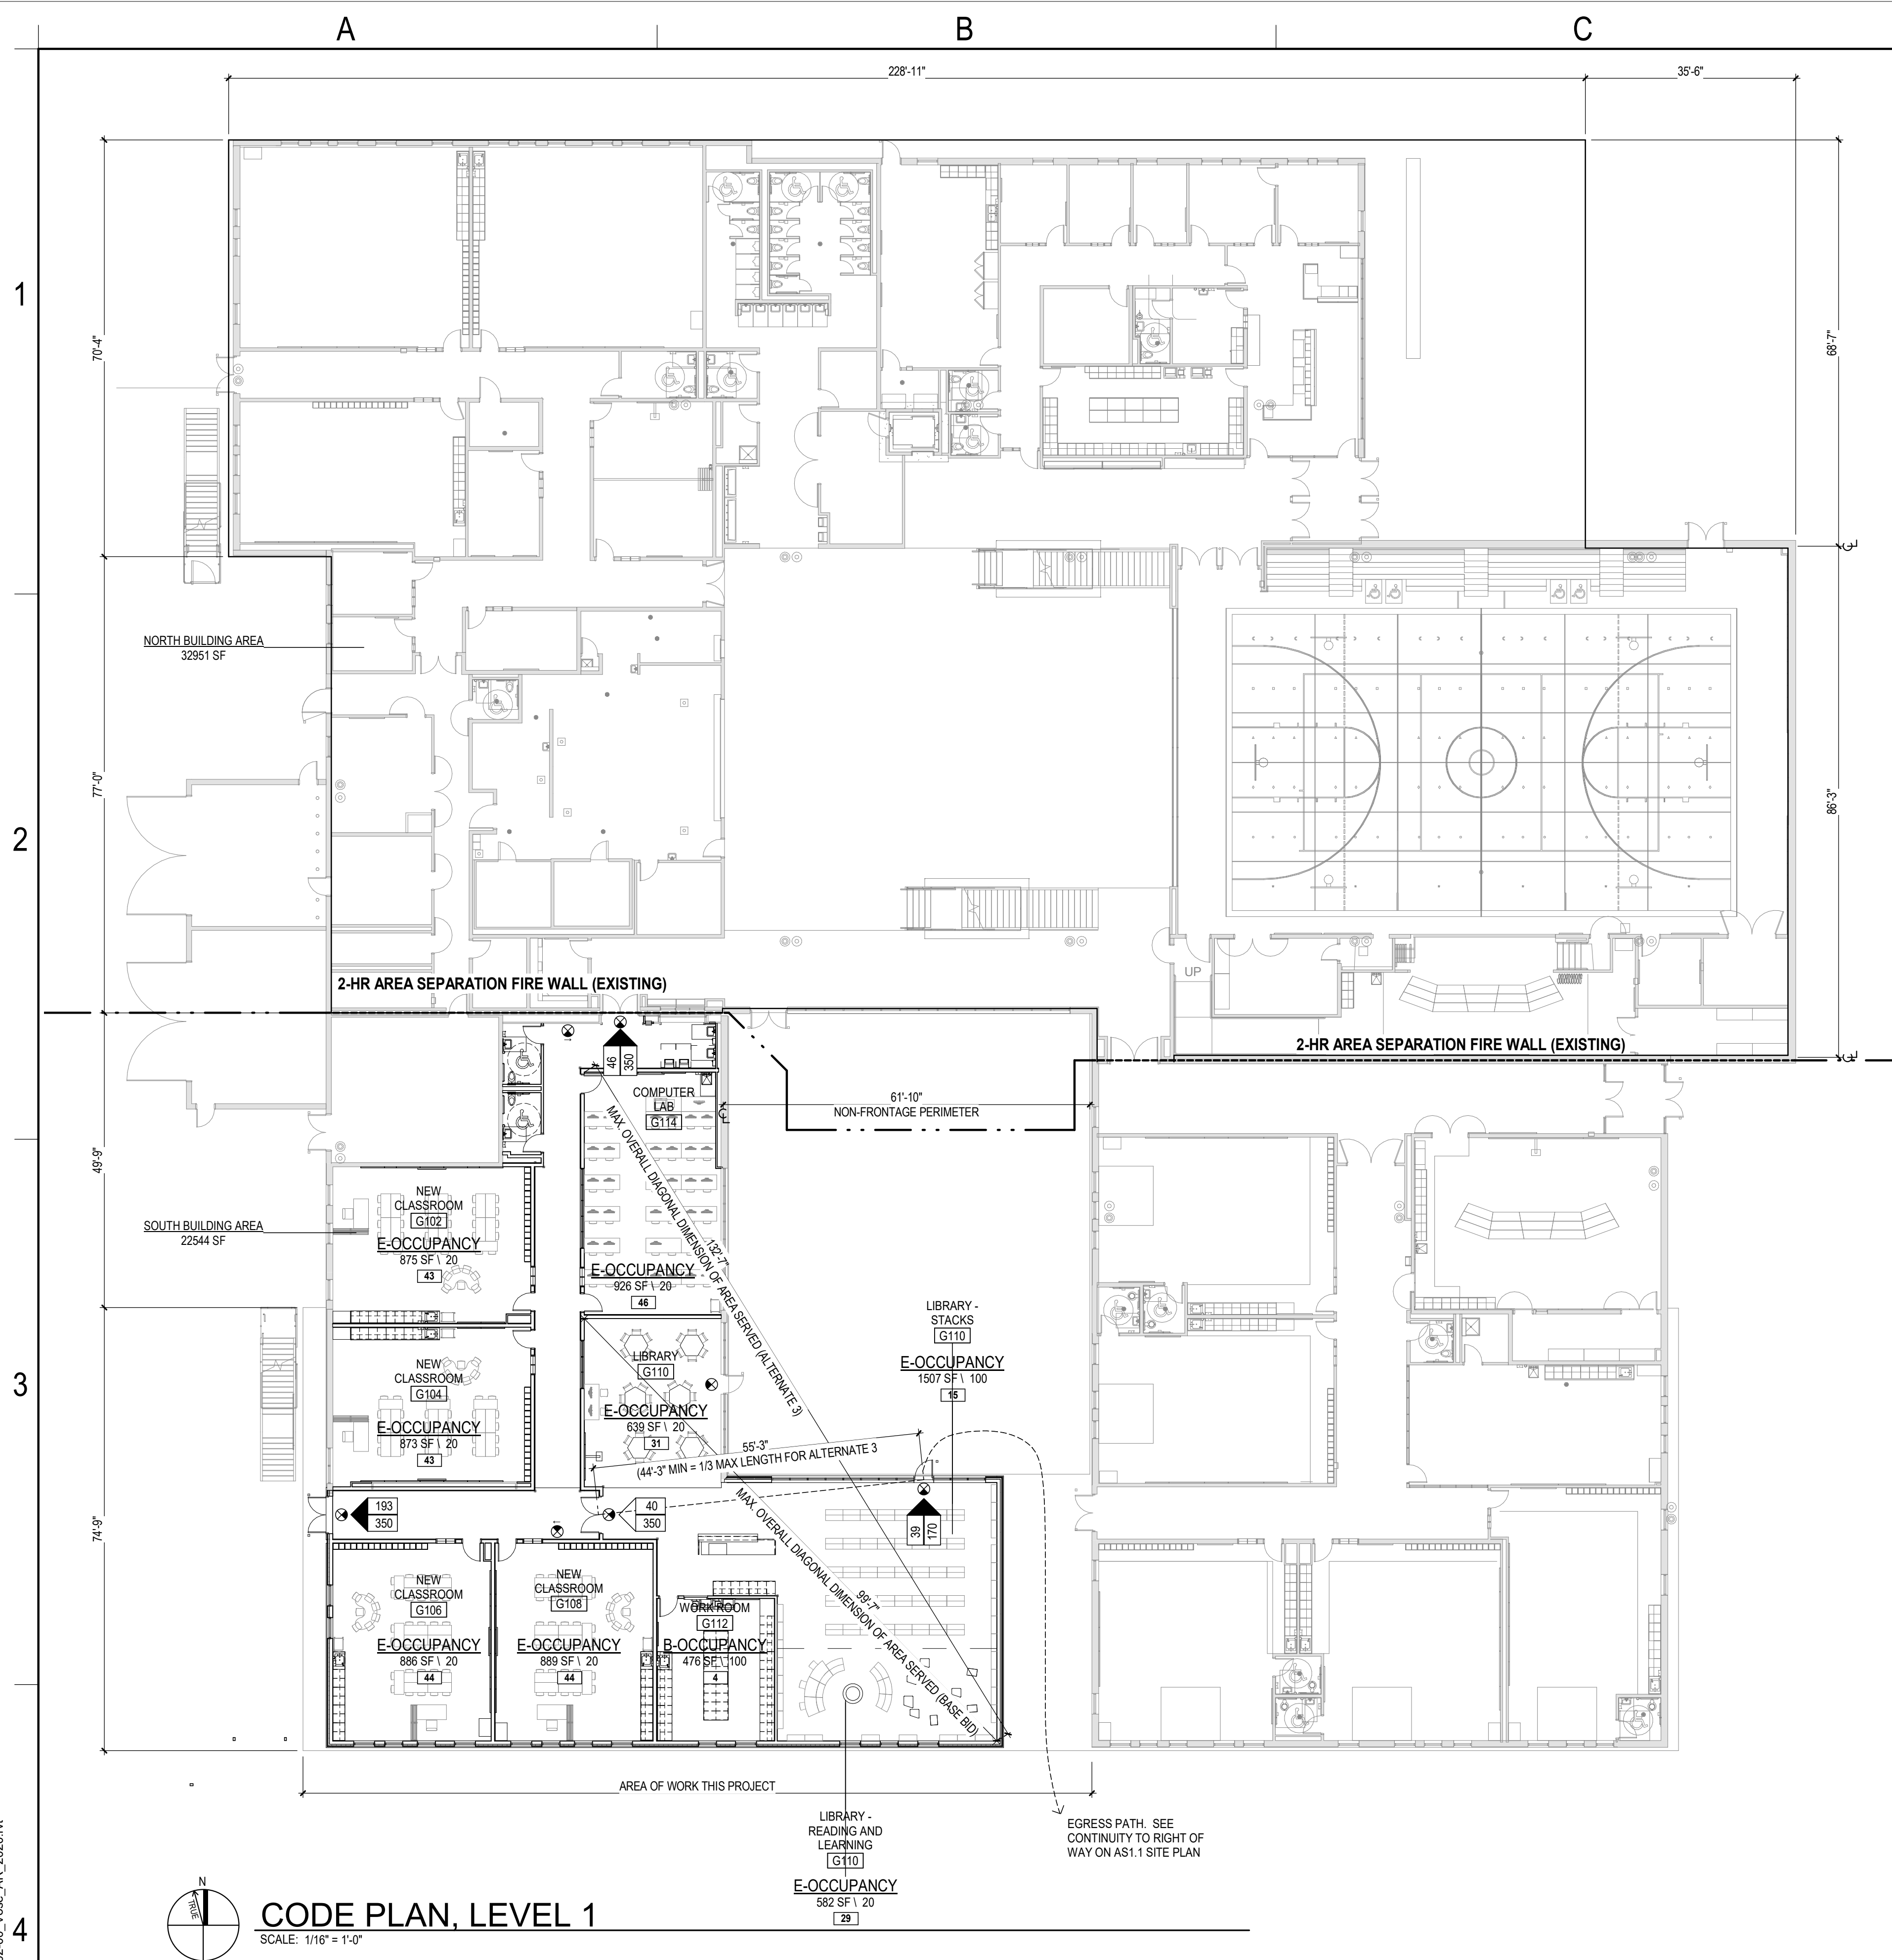 A
B
C
228'-11"
35'-6"
1
70'-4"
68'-7"
NORTH BUILDING AREA
32951 SF
77'-0"
86'-3"
2
UP
2-HR AREA SEPARATION FIRE WALL (EXISTING)
2-HR AREA SEPARATION FIRE WALL (EXISTING)
46
350
COMPUTER
LAB
G114
61'-10"
NON-FRONTAGE PERIMETER
49'-9"
132'-7"
MAX. OVERALL DIAGONAL DIMENSION OF AREA SERVED (ALTERNATE 3)
NEW
CLASSROOM
G102
SOUTH BUILDING AREA
22544 SF
E-OCCUPANCY
875 SF \ 20
43
E-OCCUPANCY
926 SF \ 20
46
LIBRARY -
STACKS
G110
E-OCCUPANCY
1507 SF \ 100
15
3
NEW
CLASSROOM
G104
E-OCCUPANCY
873 SF \ 20
43
LIBRARY
G110
E-OCCUPANCY
639 SF \ 20
31
55'-3"
(44'-3" MIN = 1/3 MAX LENGTH FOR ALTERNATE 3
193
350
40
350
39
170
74'-9"
99'-7"
MAX. OVERALL DIAGONAL DIMENSION OF AREA SERVED (BASE BID)
NEW
CLASSROOM
G106
E-OCCUPANCY
886 SF \ 20
44
NEW
CLASSROOM
G108
E-OCCUPANCY
889 SF \ 20
44
WORK ROOM
G112
B-OCCUPANCY
476 SF \ 100
4
AREA OF WORK THIS PROJECT
LIBRARY -
READING AND
LEARNING
G110
E-OCCUPANCY
582 SF \ 20
29
EGRESS PATH. SEE
CONTINUITY TO RIGHT OF
WAY ON AS1.1 SITE PLAN
N
TRUE
CODE PLAN, LEVEL 1
SCALE: 1/16" = 1'-0"
4